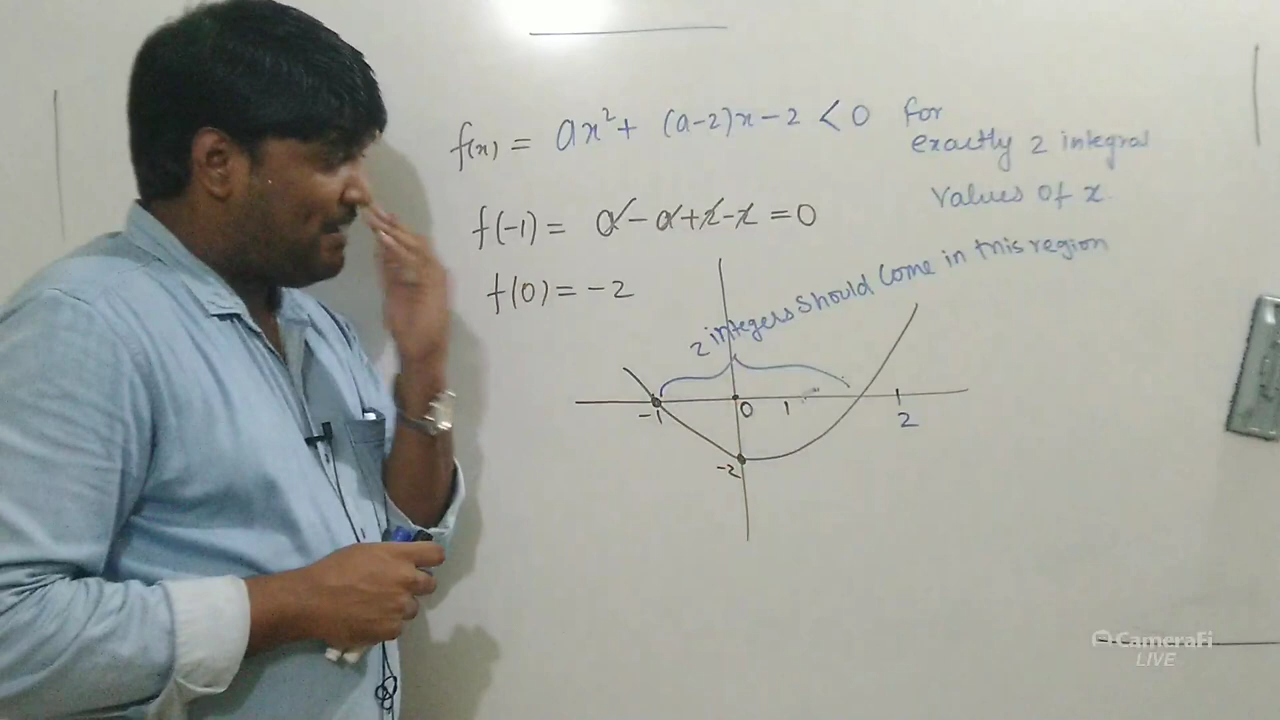 f(x) = ax² + (a-2)x - 2 < 0 for
exactly 2 integral
values of x.
f(-1) = a - a + 2 - 2 = 0
f(0) = -2
2 integers should come in this region
-1 0 1 2
-2
CameraFi
LIVE